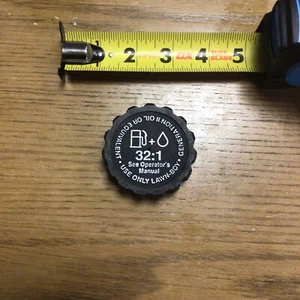 1 2 3 4 5
+
32:1
See Operator's
Manual
• USE ONLY LAWN-BOY • GENERATION II OIL OR EQUIVALENT